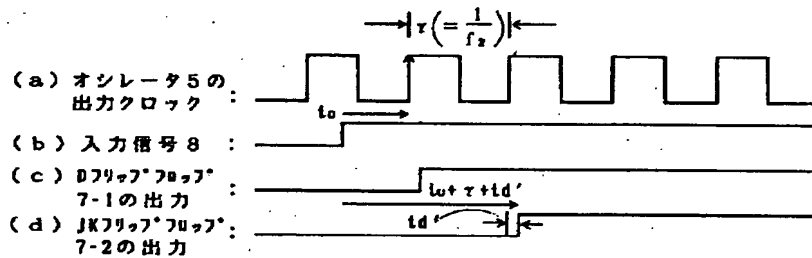 τ(=1/f₂)
(a) オシレータ5の
出力クロック :
t₀
(b) 入力信号8 :
(c) Dフリップフロップ
7-1の出力 :
t₀+τ+td′
(d) JKフリップフロップ
7-2の出力 :
td′